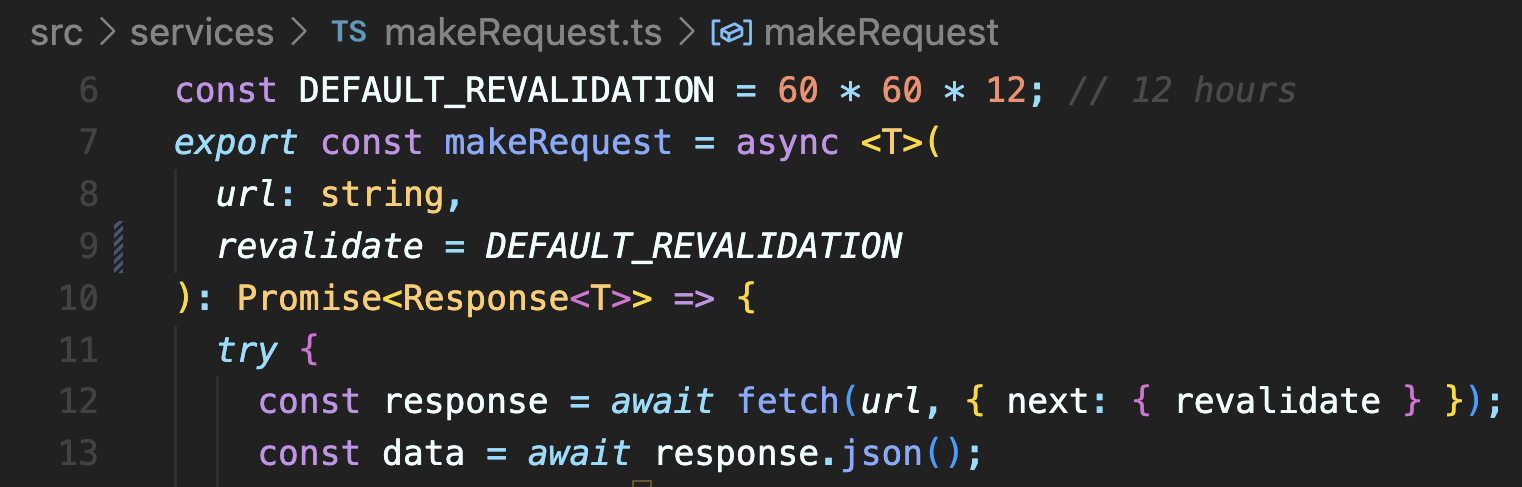 src > services > TS makeRequest.ts > makeRequest
6 const DEFAULT_REVALIDATION = 60 * 60 * 12; // 12 hours
7 export const makeRequest = async <T>(
8 url: string,
9 revalidate = DEFAULT_REVALIDATION
10 ): Promise<Response<T>> => {
11 try {
12 const response = await fetch(url, { next: { revalidate } });
13 const data = await response.json();